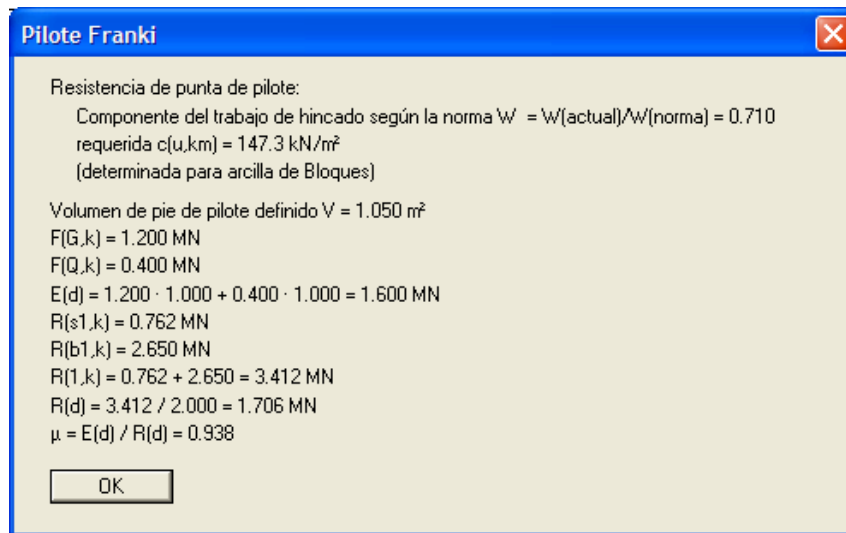 Pilote Franki
Resistencia de punta de pilote:
Componente del trabajo de hincado según la norma W = W(actual)/W(norma) = 0.710
requerida c(u,km) = 147.3 kN/m²
(determinada para arcilla de Bloques)
Volumen de pie de pilote definido V = 1.050 m²
F(G,k) = 1.200 MN
F(Q,k) = 0.400 MN
E(d) = 1.200 · 1.000 + 0.400 · 1.000 = 1.600 MN
R(s1,k) = 0.762 MN
R(b1,k) = 2.650 MN
R(1,k) = 0.762 + 2.650 = 3.412 MN
R(d) = 3.412 / 2.000 = 1.706 MN
µ = E(d) / R(d) = 0.938
OK